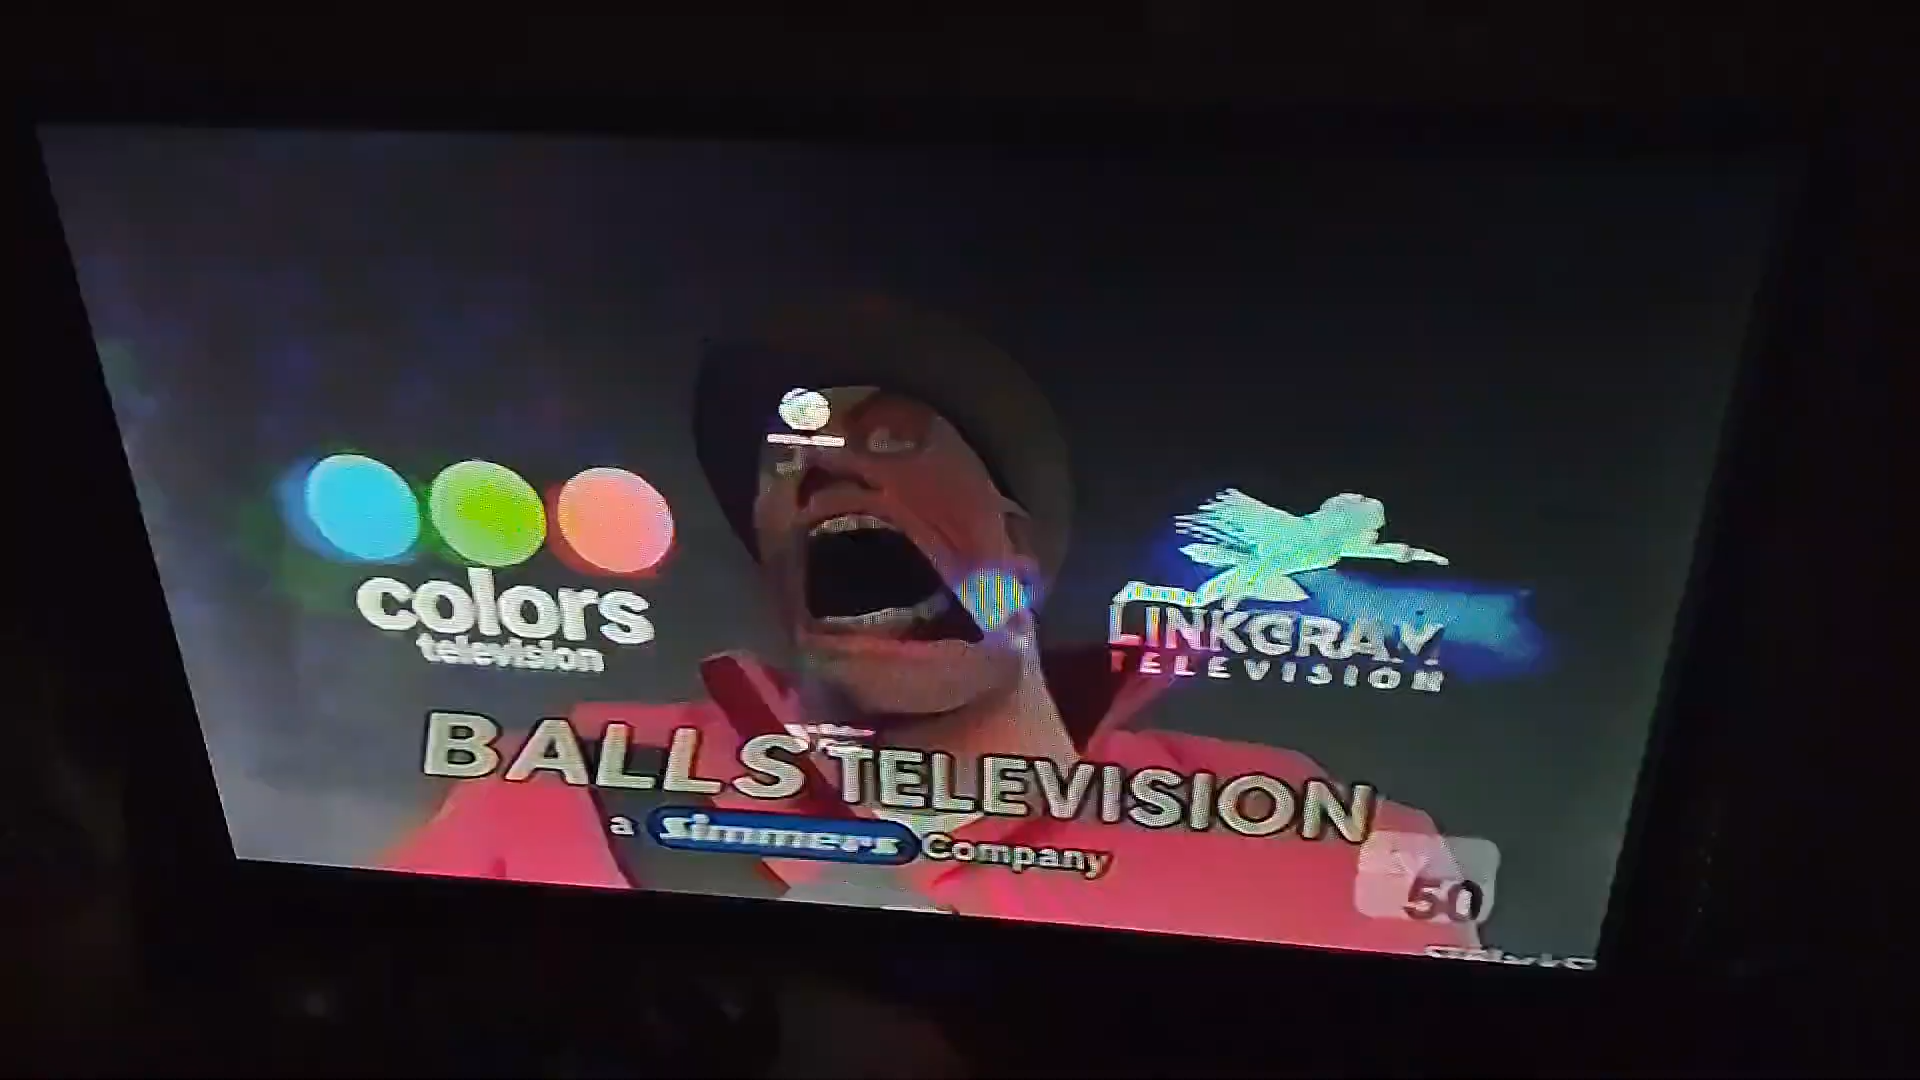 colors
television
LINKGRAY
TELEVISION
BALLS TELEVISION
a Simmers Company
50